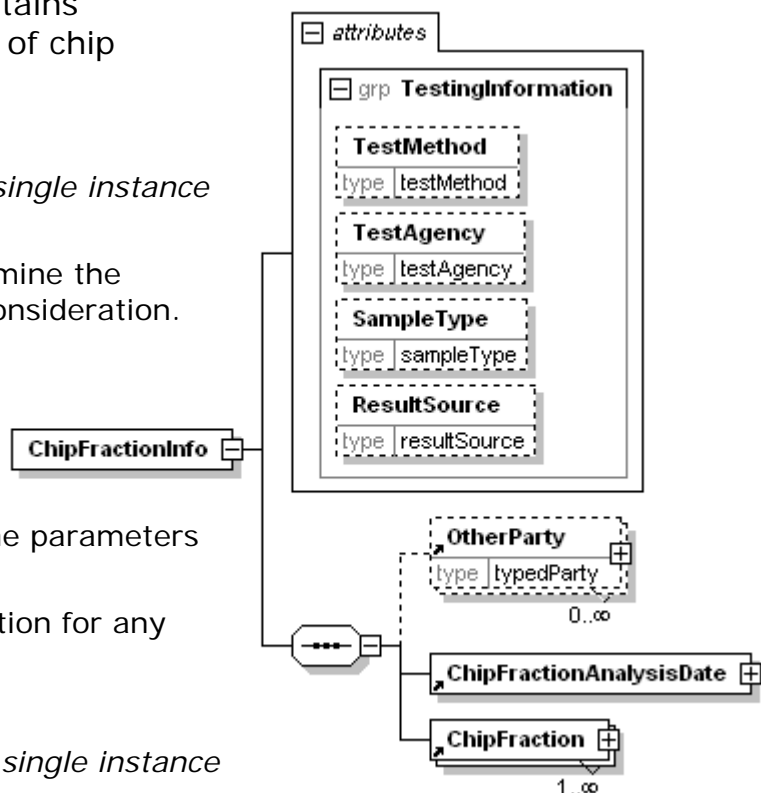 tains
of chip
single instance
mine the
onsideration.
ne parameters
tion for any
single instance
attributes
grp TestingInformation
TestMethod
type testMethod
TestAgency
type testAgency
SampleType
type sampleType
ResultSource
type resultSource
ChipFractionInfo
OtherParty
type typedParty
0..∞
ChipFractionAnalysisDate
ChipFraction
1..∞